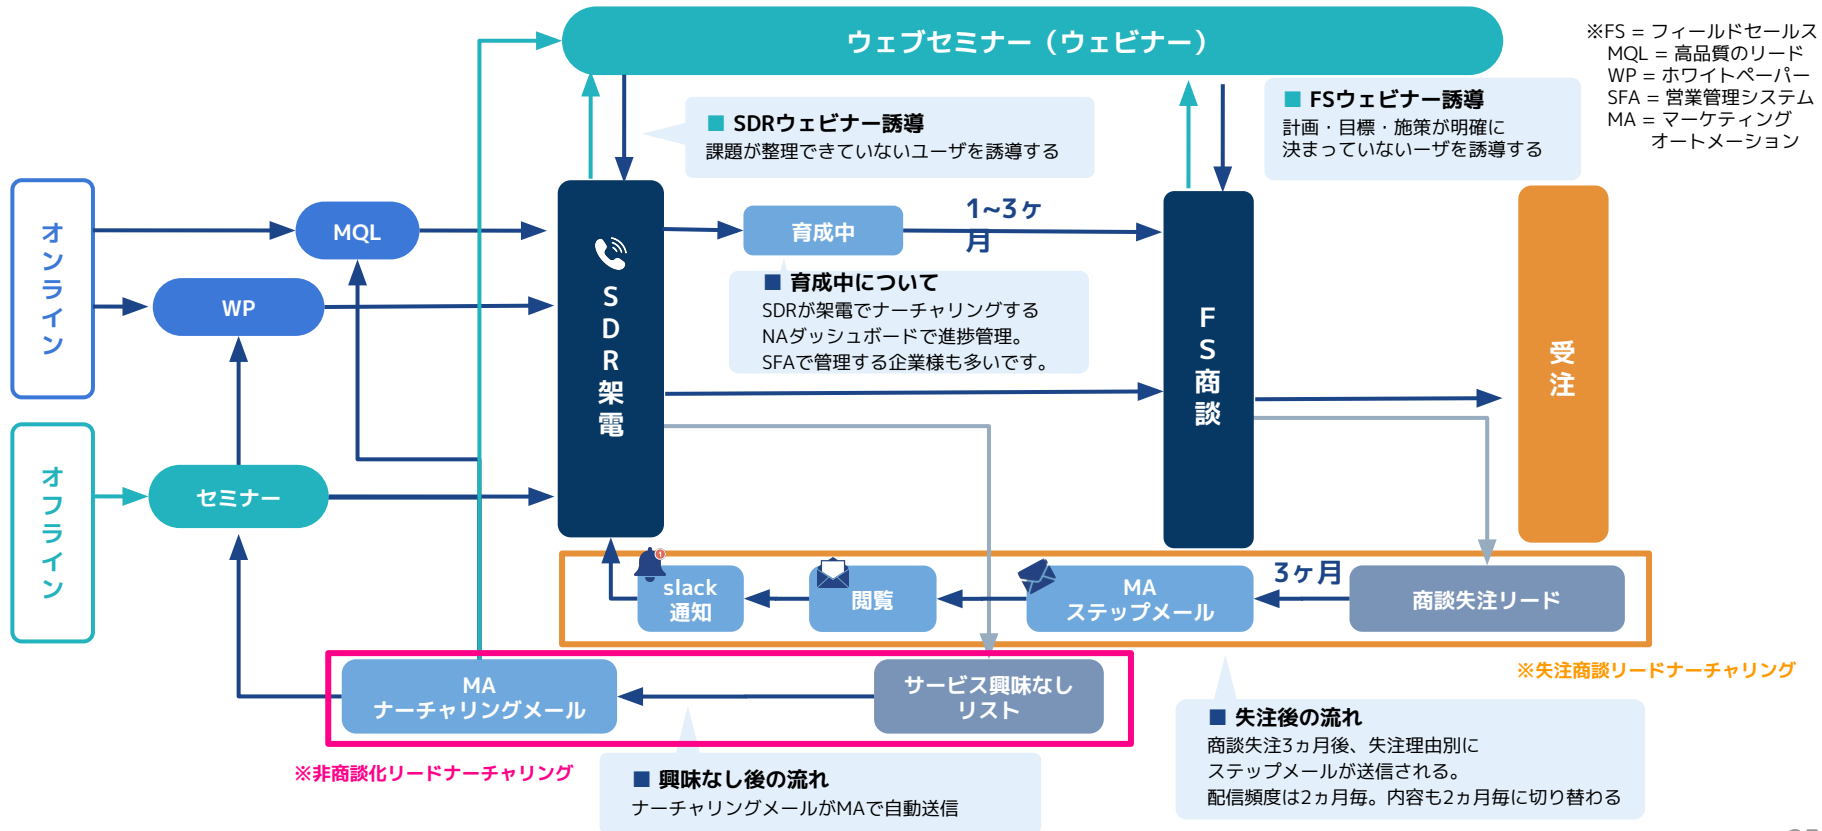 ウェブセミナー（ウェビナー）
※FS = フィールドセールス
MQL = 高品質のリード
WP = ホワイトペーパー
SFA = 営業管理システム
MA = マーケティング
オートメーション
■ SDRウェビナー誘導
課題が整理できていないユーザを誘導する
■ FSウェビナー誘導
計画・目標・施策が明確に
決まっていないーザを誘導する
オンライン
MQL
WP
SDR架電
育成中
1~3ヶ
月
■ 育成中について
SDRが架電でナーチャリングする
NAダッシュボードで進捗管理。
SFAで管理する企業様も多いです。
FS商談
受注
オフライン
セミナー
1
slack
通知
閲覧
MA
ステップメール
3ヶ月
商談失注リード
※失注商談リードナーチャリング
MA
ナーチャリングメール
サービス興味なし
リスト
※非商談化リードナーチャリング
■ 興味なし後の流れ
ナーチャリングメールがMAで自動送信
■ 失注後の流れ
商談失注3ヵ月後、失注理由別に
ステップメールが送信される。
配信頻度は2ヵ月毎。内容も2ヵ月毎に切り替わる